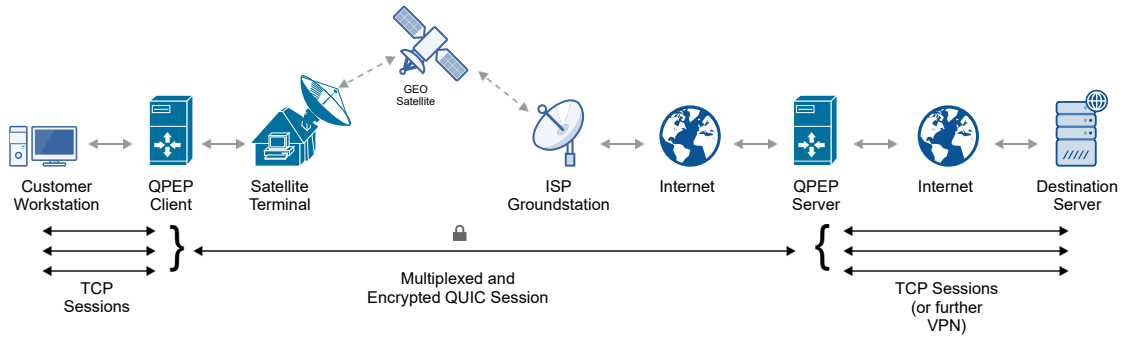 GEO
Satellite
Customer
Workstation
QPEP
Client
Satellite
Terminal
ISP
Groundstation
Internet
QPEP
Server
Internet
Destination
Server
TCP
Sessions
Multiplexed and
Encrypted QUIC Session
TCP Sessions
(or further
VPN)